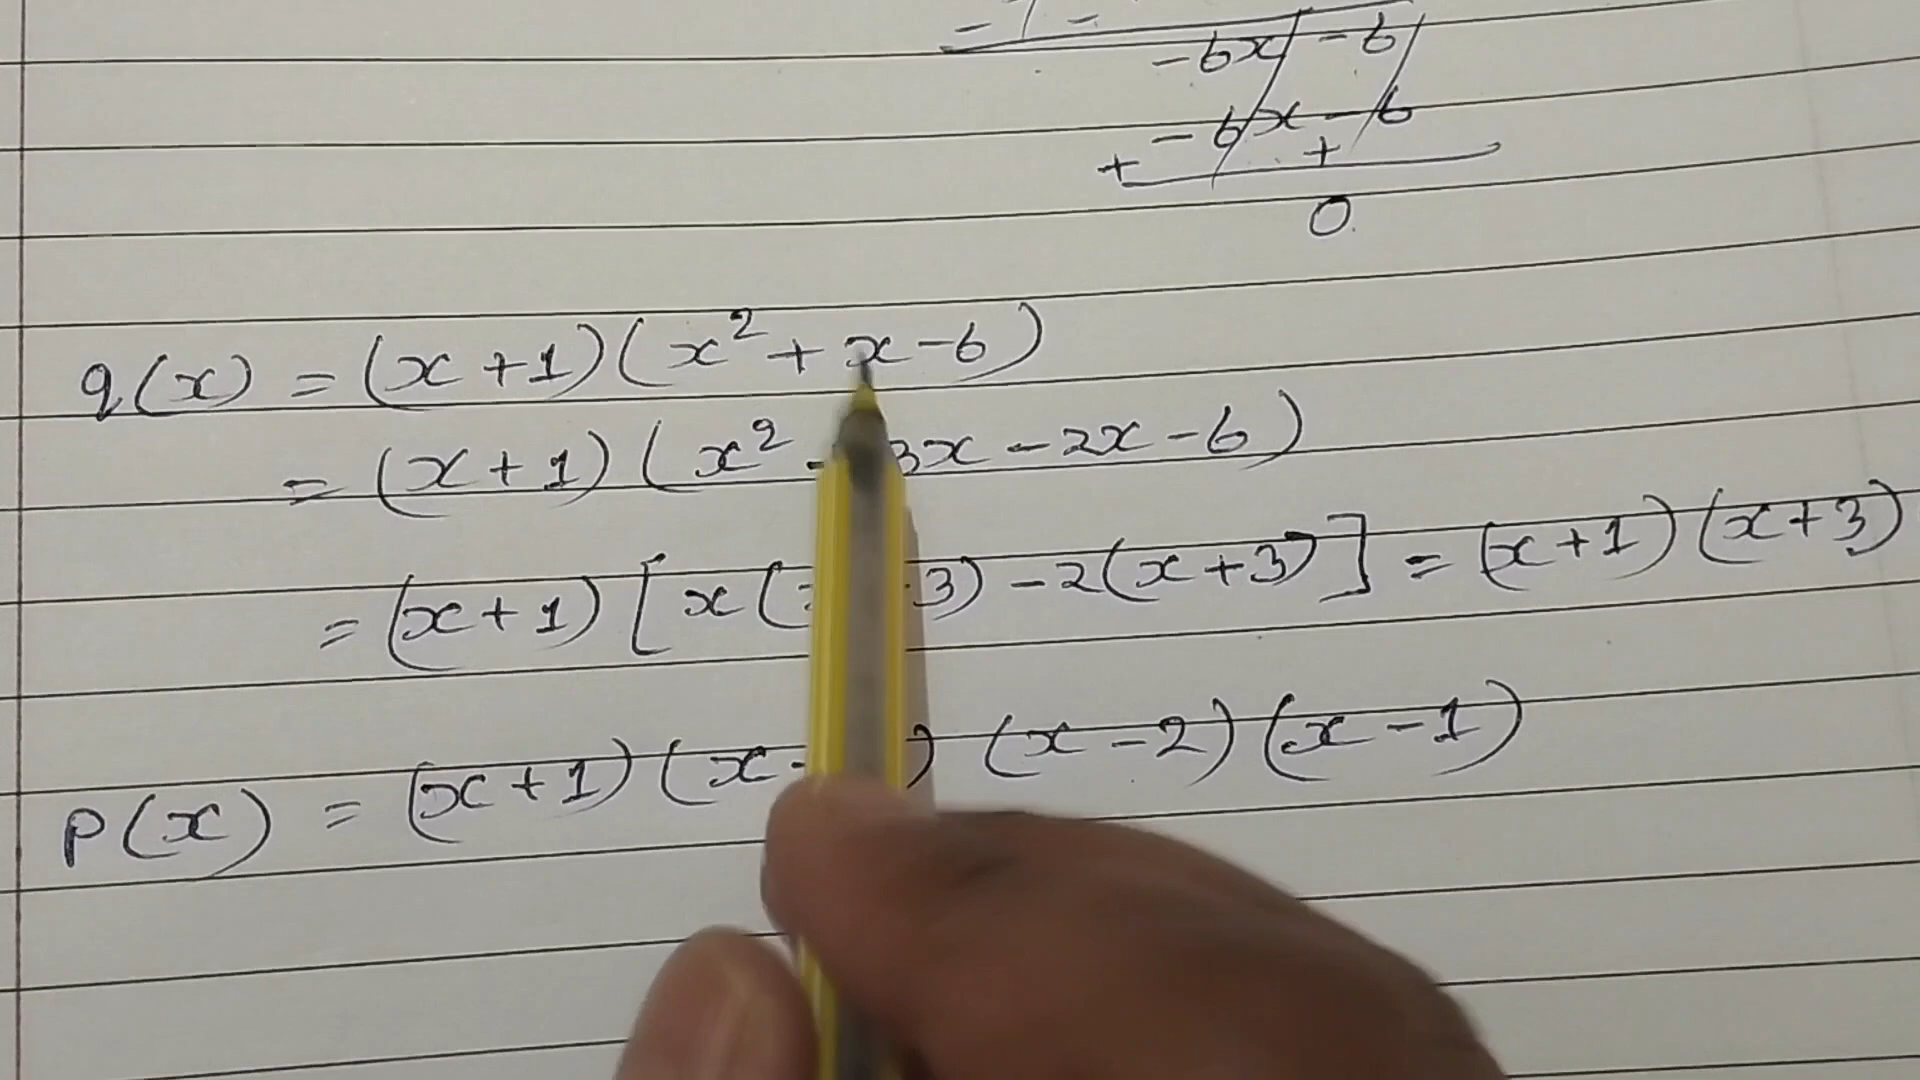 -6x -6
-6x -6
+ +
0
q(x) = (x+1)(x² + x - 6)
= (x+1)(x² 3x - 2x - 6)
= (x+1)[x( 3) - 2(x+3)] = (x+1)(x+3)
P(x) = (x+1)(x- ) (x-2)(x-1)